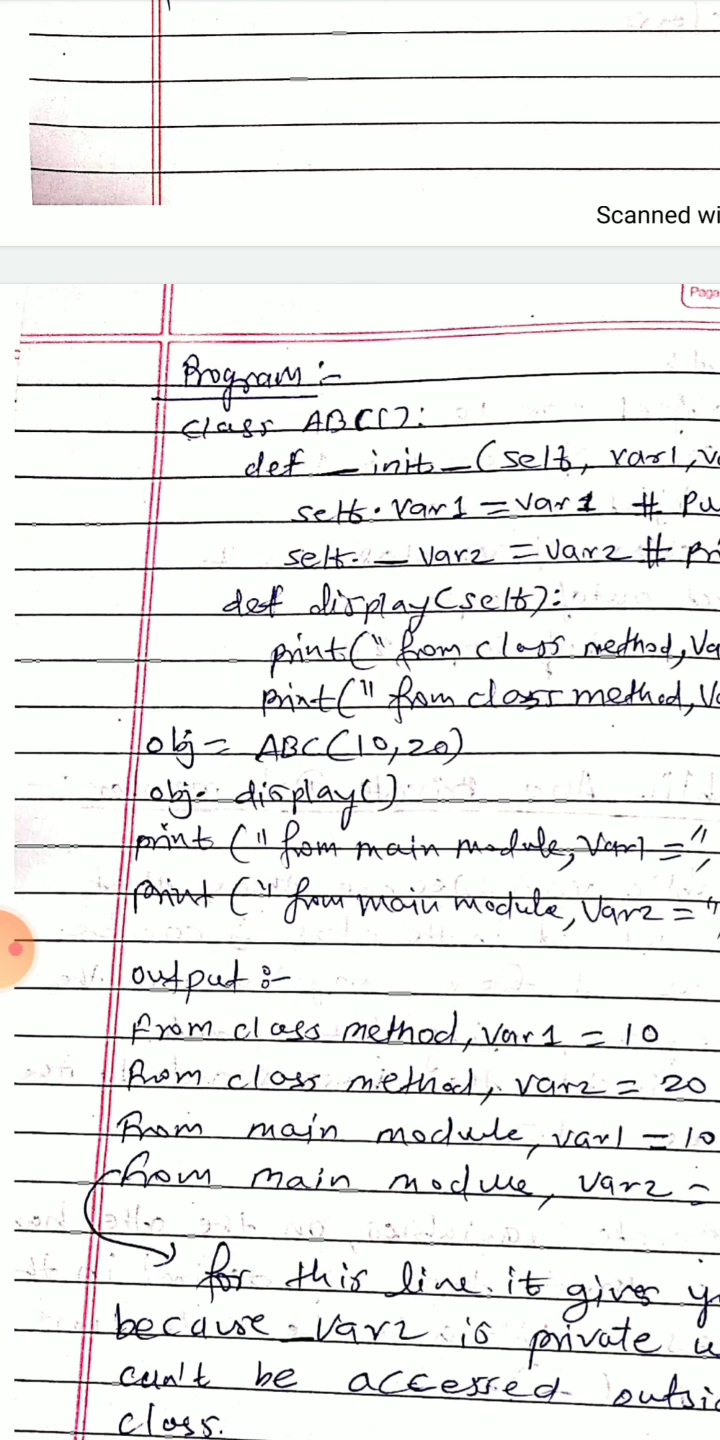 Scanned wi
Page
Program :-
class ABC():
def __init__(self, var1, va
self.var1 = var1 # Pu
self.__var2 = var2 # Pri
def display(self):
print(" from class method, Va
print(" from class method, Va
obj = ABC(10,20)
obj. display()
print (" from main module, Var1 = ",
print (" from main module, Var2 = ",
output :-
From class method, var1 = 10
From class method, var2 = 20
From main module, var1 = 10
from main module, var2 =
for this line it gives y
because __var2 is private
can't be accessed outsi
class.